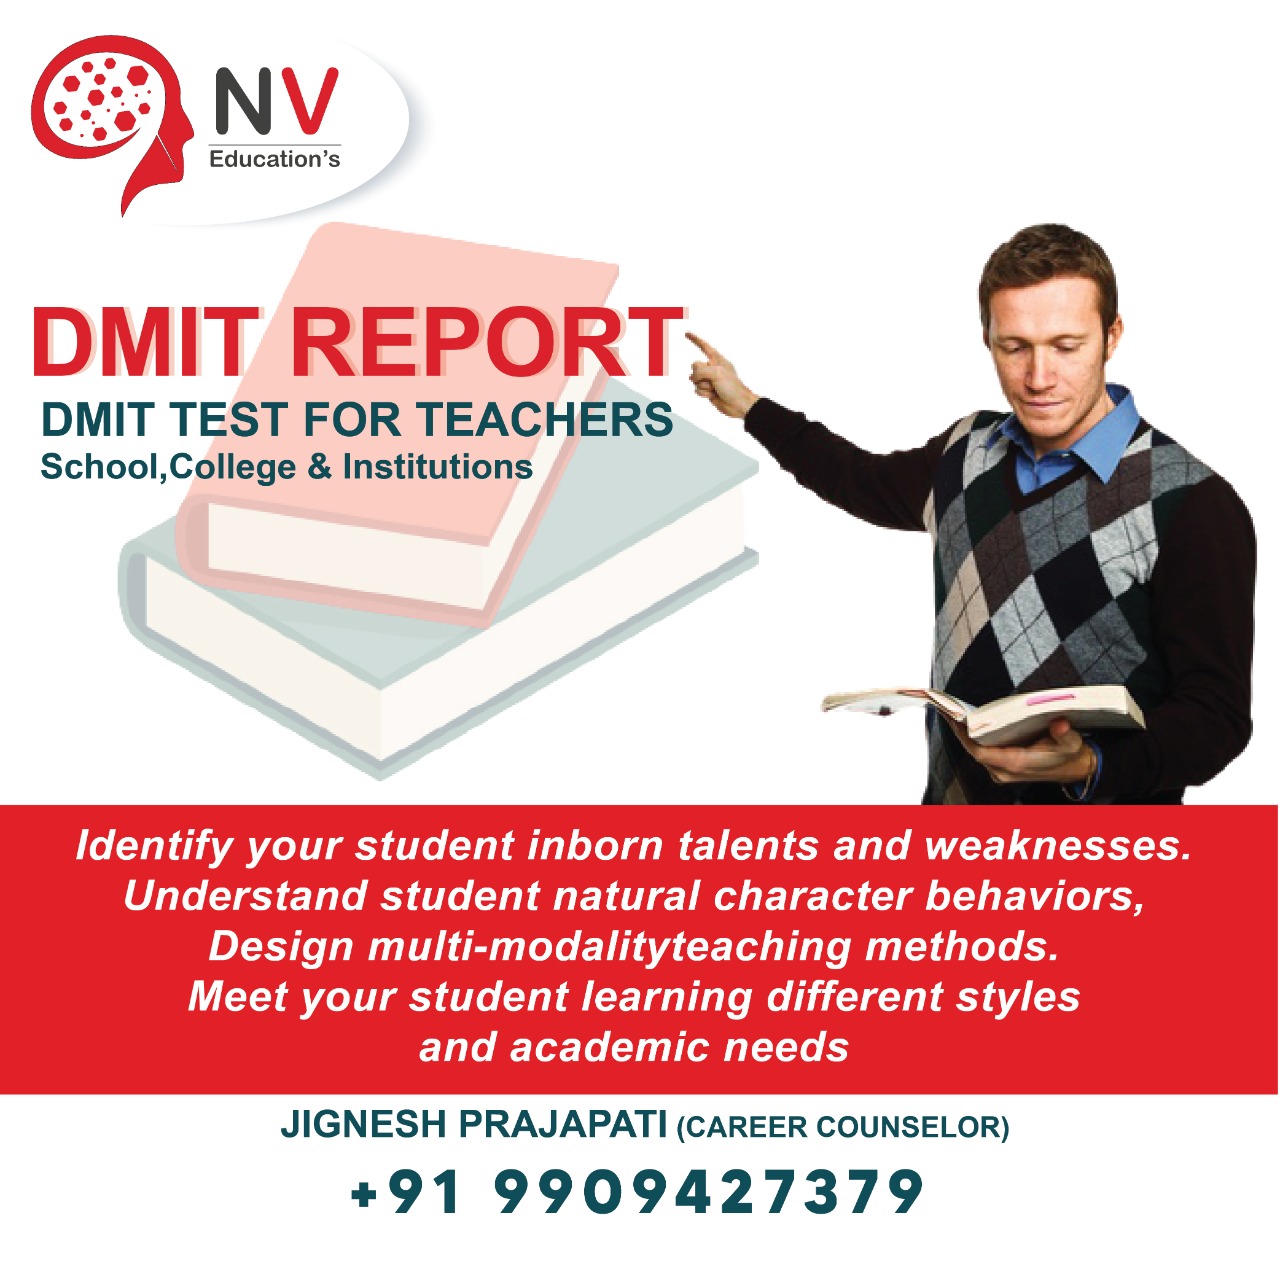 NV
Education's
DMIT REPORT
DMIT TEST FOR TEACHERS
School,College & Institutions
Identify your student inborn talents and weaknesses.
Understand student natural character behaviors,
Design multi-modalityteaching methods.
Meet your student learning different styles
and academic needs
JIGNESH PRAJAPATI (CAREER COUNSELOR)
+91 9909427379